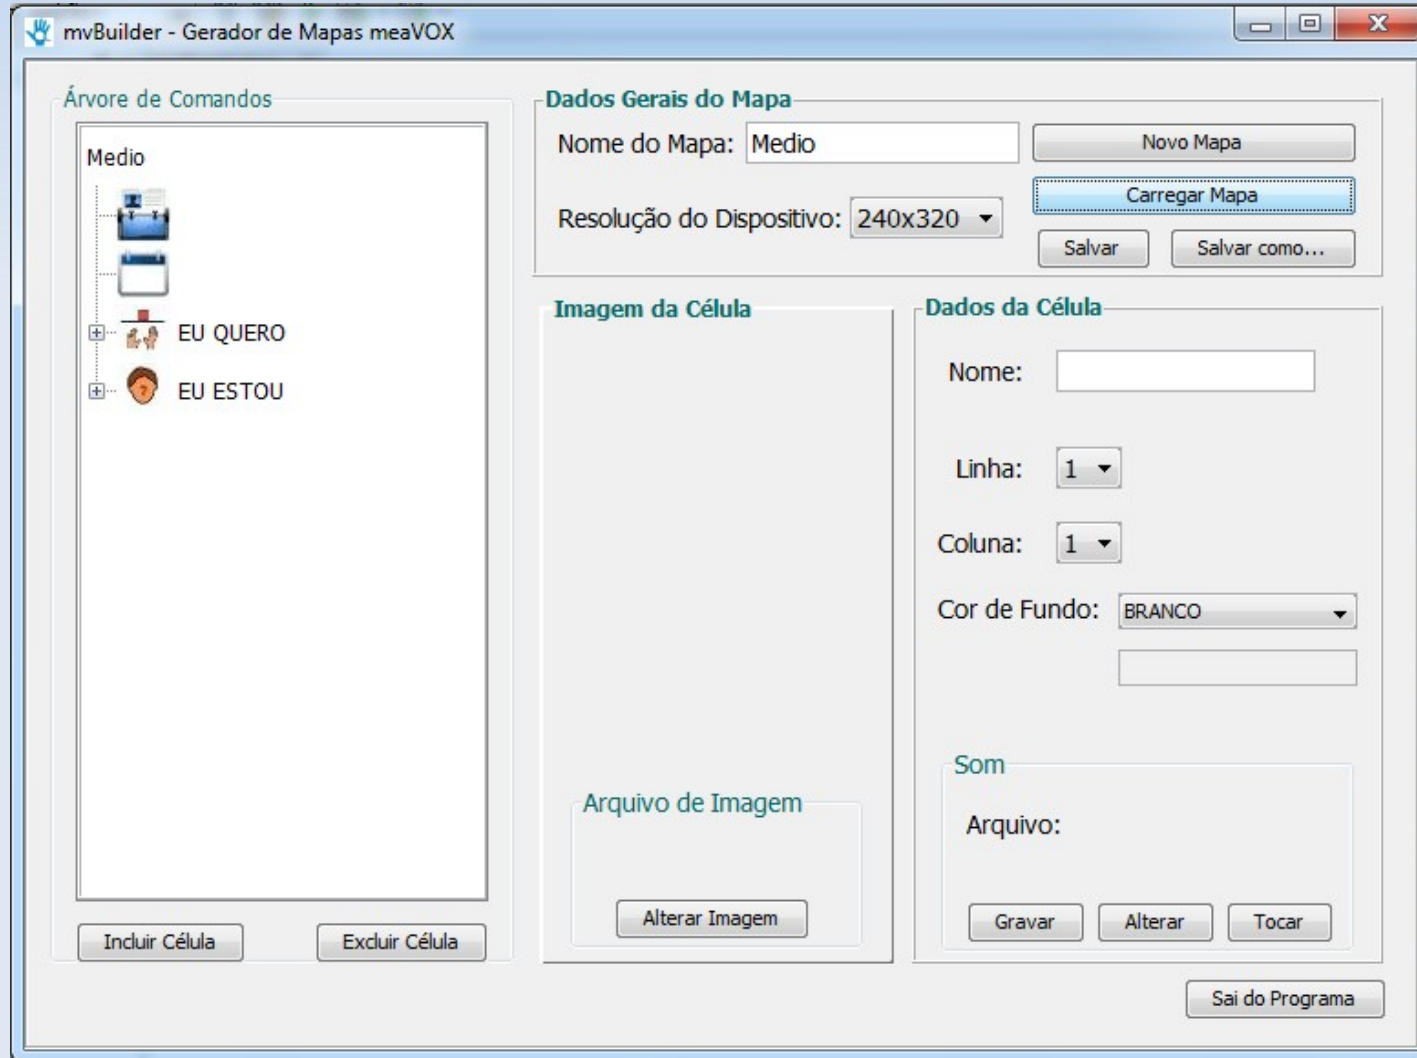 mvBuilder - Gerador de Mapas meaVOX
Árvore de Comandos
Medio
EU QUERO
EU ESTOU
Incluir Célula
Excluir Célula
Dados Gerais do Mapa
Nome do Mapa: Medio
Novo Mapa
Carregar Mapa
Resolução do Dispositivo: 240x320
Salvar
Salvar como...
Imagem da Célula
Arquivo de Imagem
Alterar Imagem
Dados da Célula
Nome:
Linha: 1
Coluna: 1
Cor de Fundo: BRANCO
Som
Arquivo:
Gravar
Alterar
Tocar
Sai do Programa